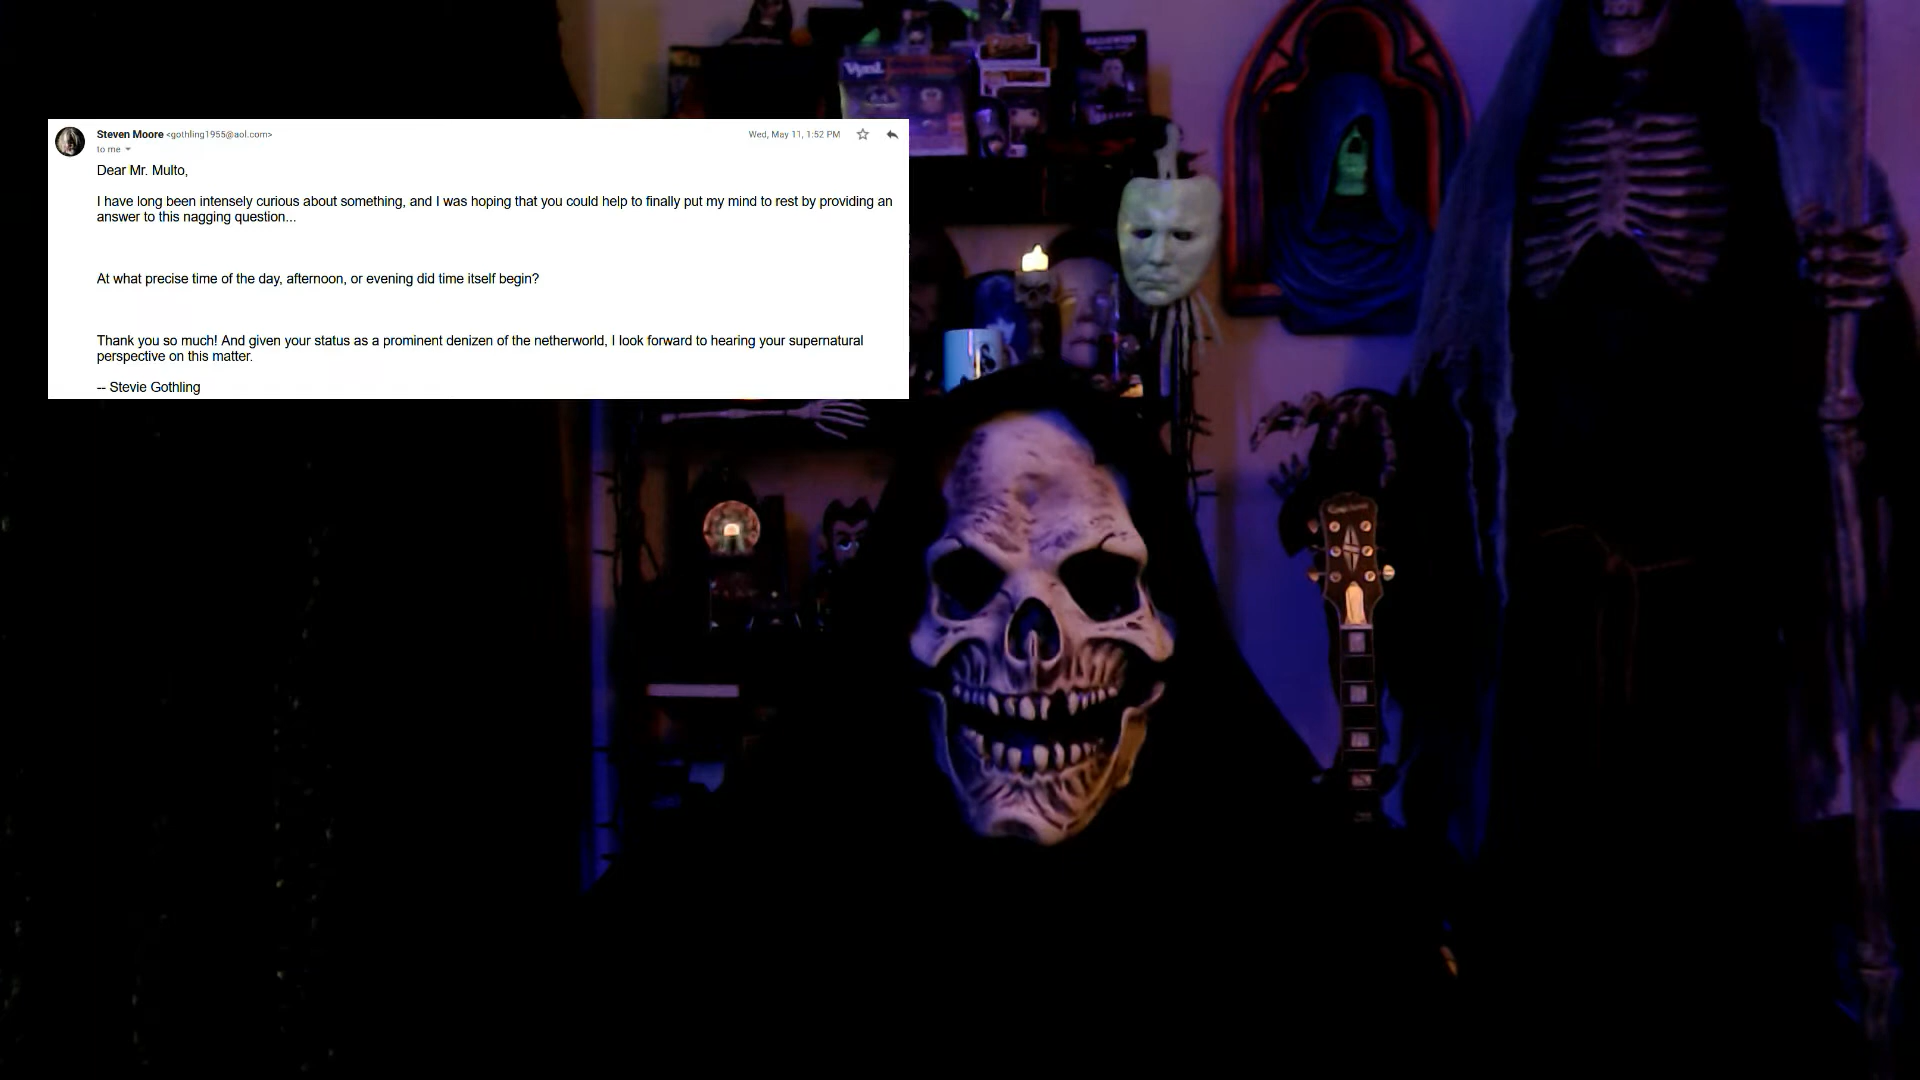 Steven Moore <gothling1955@aol.com>
Wed, May 11, 1:52 PM
to me
Dear Mr. Multo,
I have long been intensely curious about something, and I was hoping that you could help to finally put my mind to rest by providing an
answer to this nagging question...
At what precise time of the day, afternoon, or evening did time itself begin?
Thank you so much! And given your status as a prominent denizen of the netherworld, I look forward to hearing your supernatural
perspective on this matter.
-- Stevie Gothling
Vynl.
Epiphone